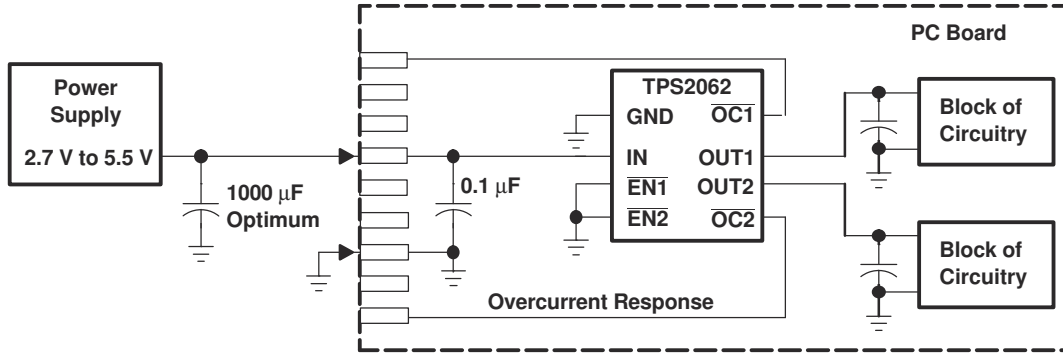 PC Board
Power
Supply
2.7 V to 5.5 V
1000 μF
Optimum
0.1 μF
TPS2062
GND
IN
EN1
EN2
OC1
OUT1
OUT2
OC2
Block of
Circuitry
Block of
Circuitry
Overcurrent Response